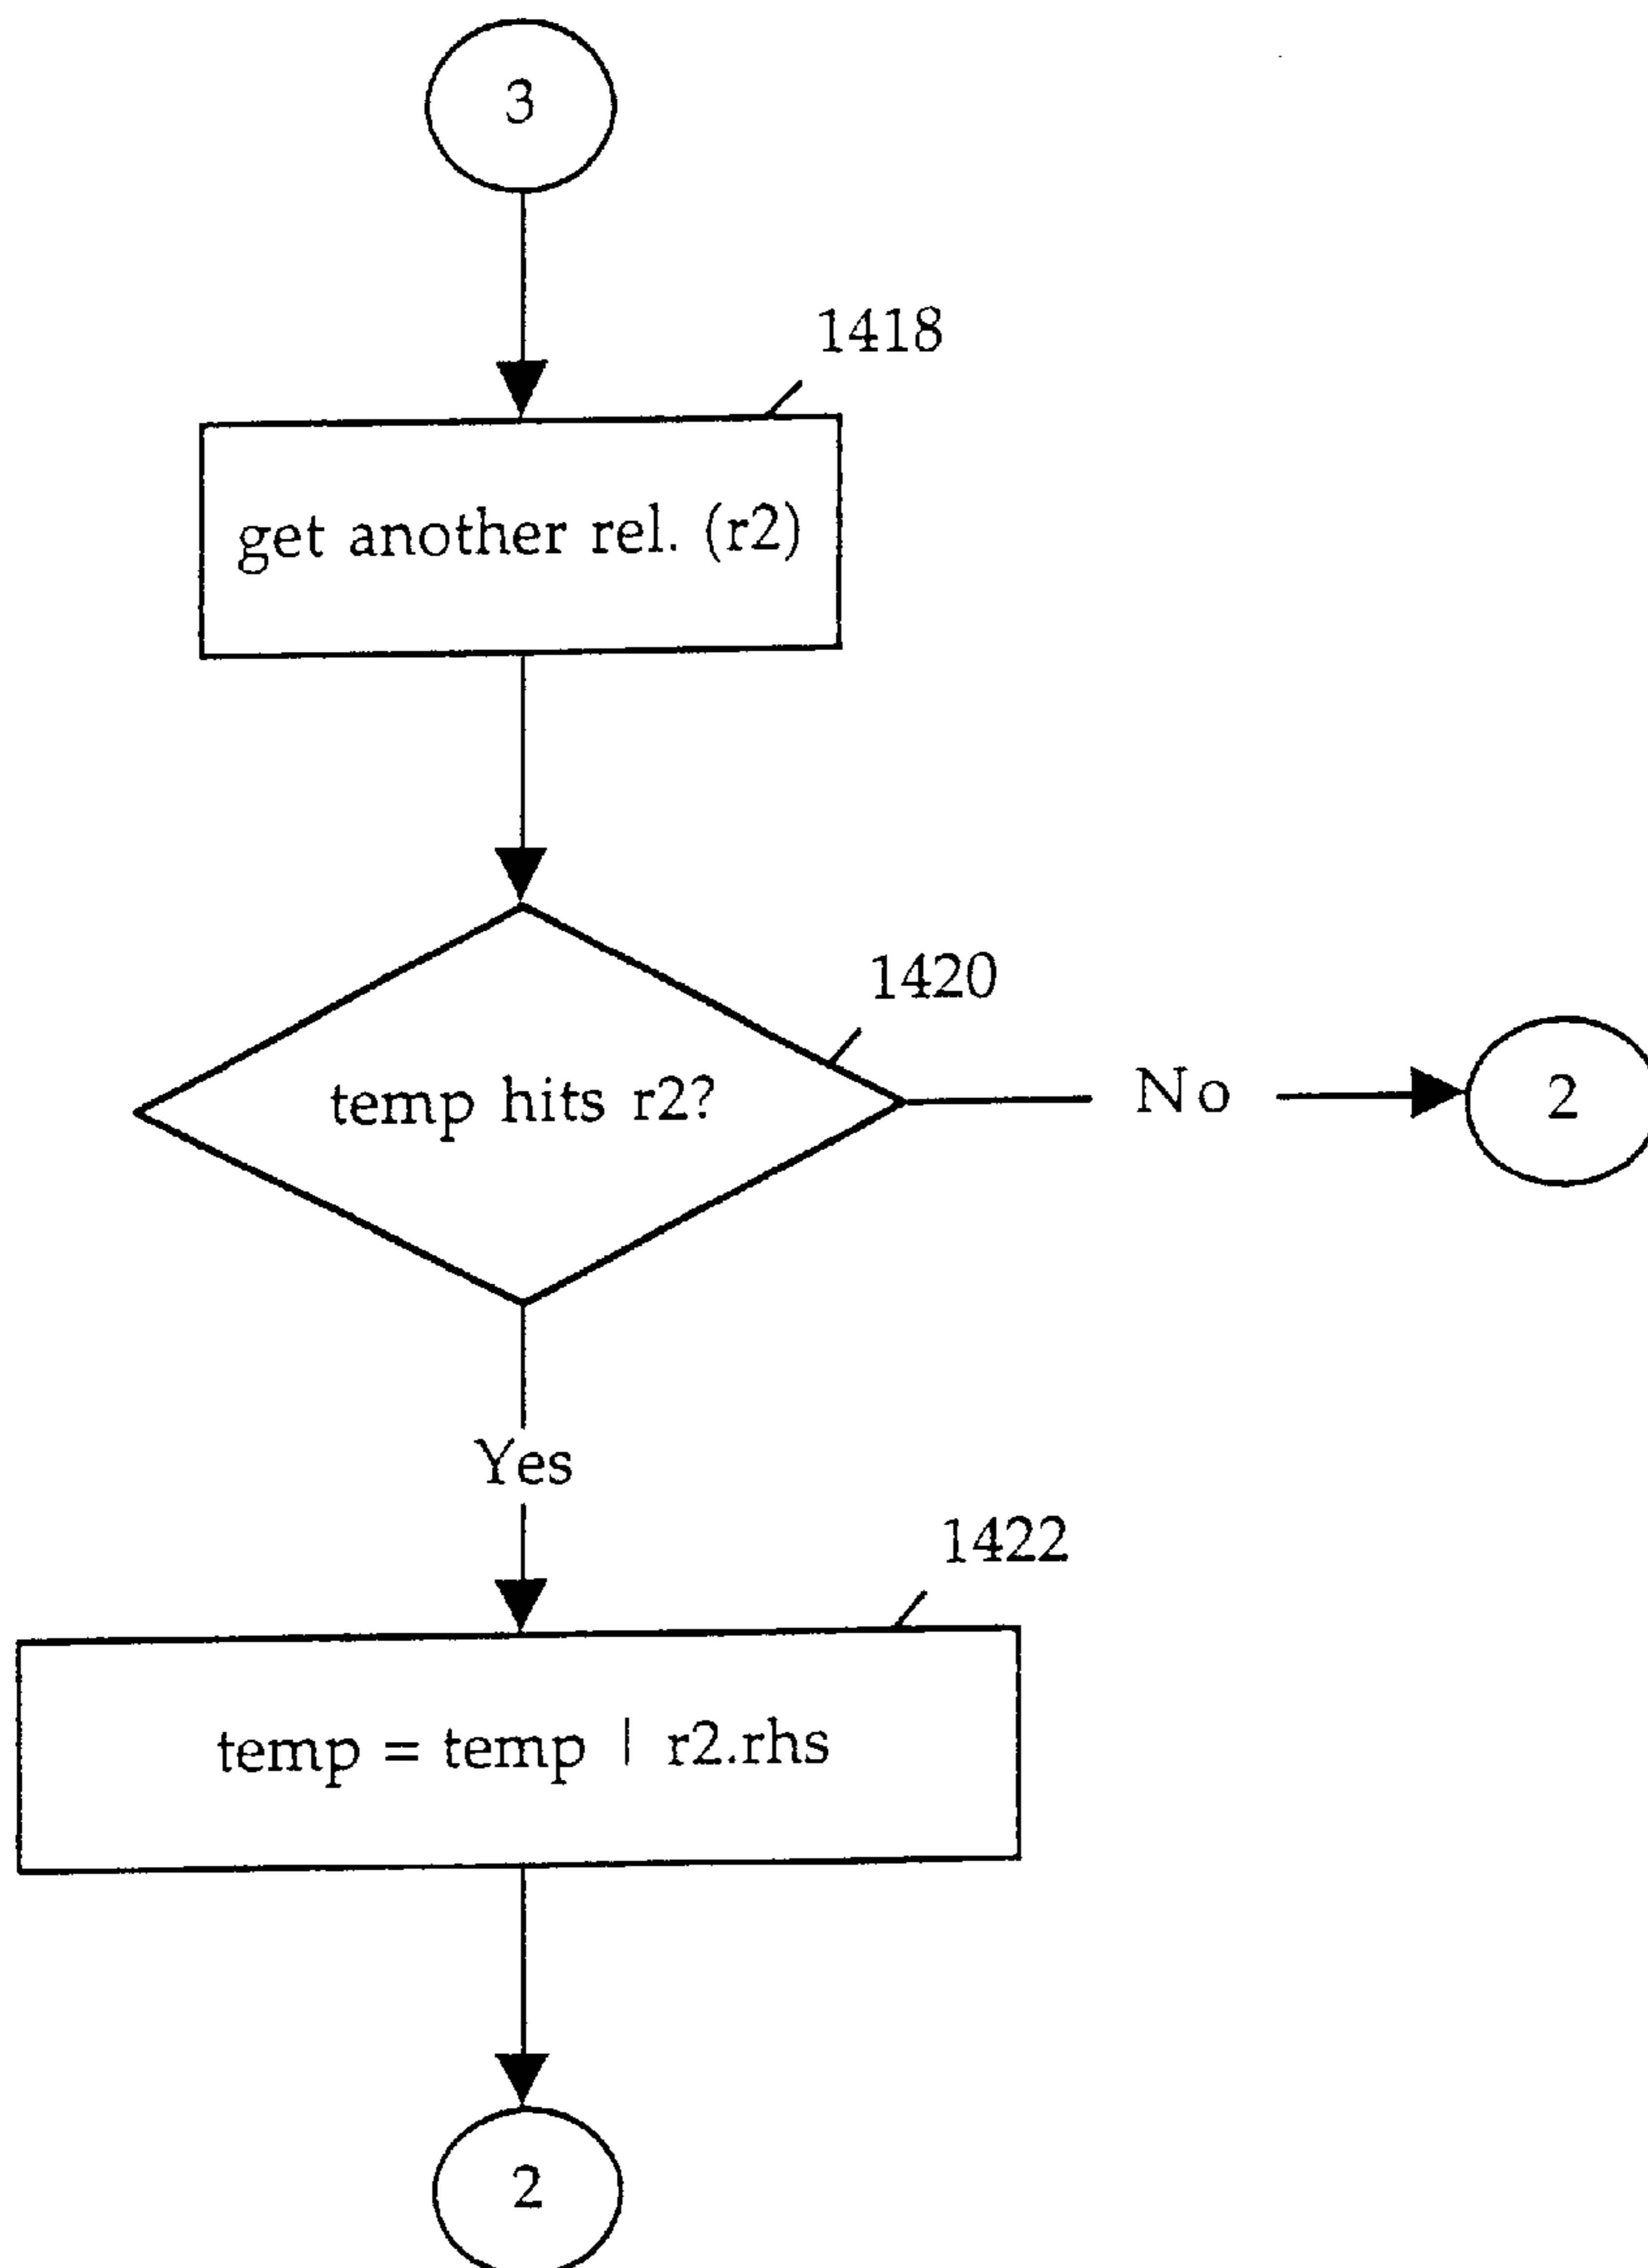 3
1418
get another rel. (r2)
1420
temp hits r2?
No
2
Yes
1422
temp = temp | r2.rhs
2